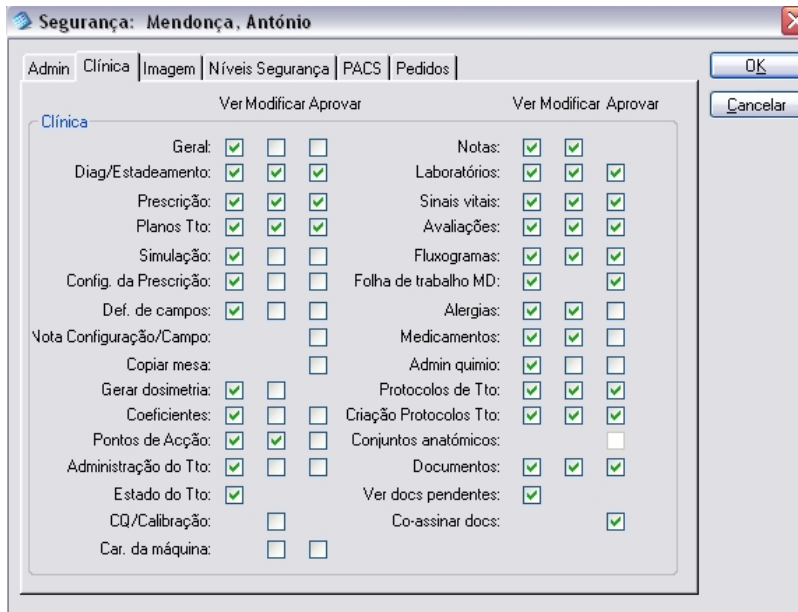 Segurança: Mendonça, António
Admin Clínica Imagem Níveis Segurança PACS Pedidos
OK
Cancelar
Ver Modificar Aprovar Ver Modificar Aprovar
Clínica
Geral: Notas:
Diag/Estadeamento: Laboratórios:
Prescrição: Sinais vitais:
Planos Tto: Avaliações:
Simulação: Fluxogramas:
Config. da Prescrição: Folha de trabalho MD:
Def. de campos: Alergias:
Nota Configuração/Campo: Medicamentos:
Copiar mesa: Admin quimio:
Gerar dosimetria: Protocolos de Tto:
Coeficientes: Criação Protocolos Tto:
Pontos de Acção: Conjuntos anatómicos:
Administração do Tto: Documentos:
Estado do Tto: Ver docs pendentes:
CQ/Calibração: Co-assinar docs:
Car. da máquina: